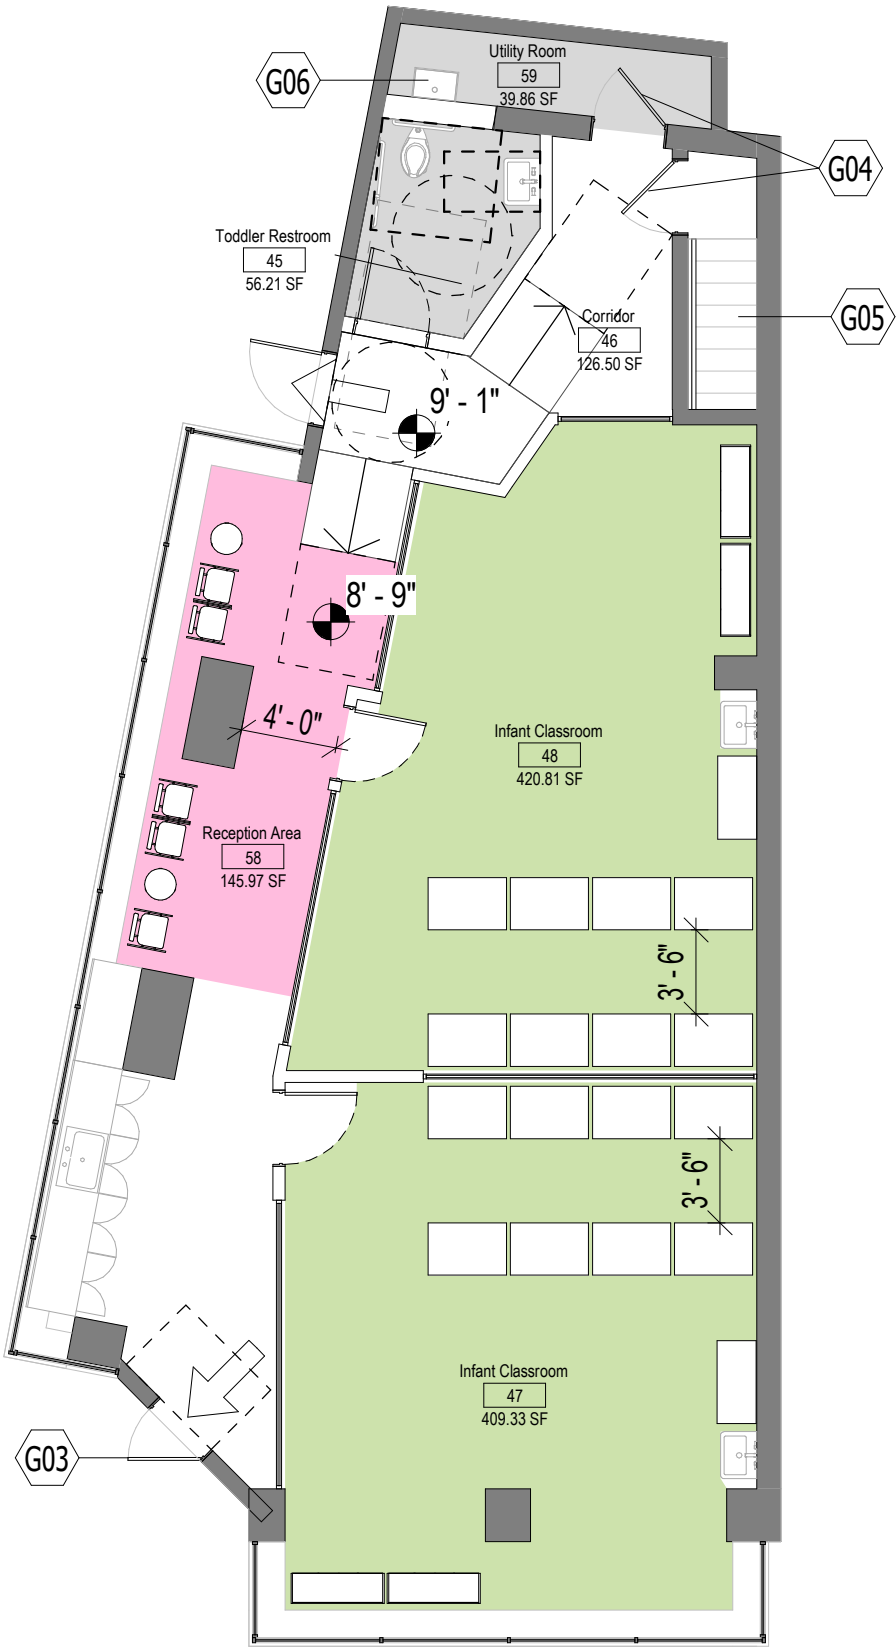 Utility Room
59
39.86 SF
G06
G04
Toddler Restroom
45
56.21 SF
G05
Corridor
46
126.50 SF
9' - 1"
8' - 9"
4' - 0"
Infant Classroom
48
420.81 SF
Reception Area
58
145.97 SF
3' - 6"
3' - 6"
Infant Classroom
47
409.33 SF
G03